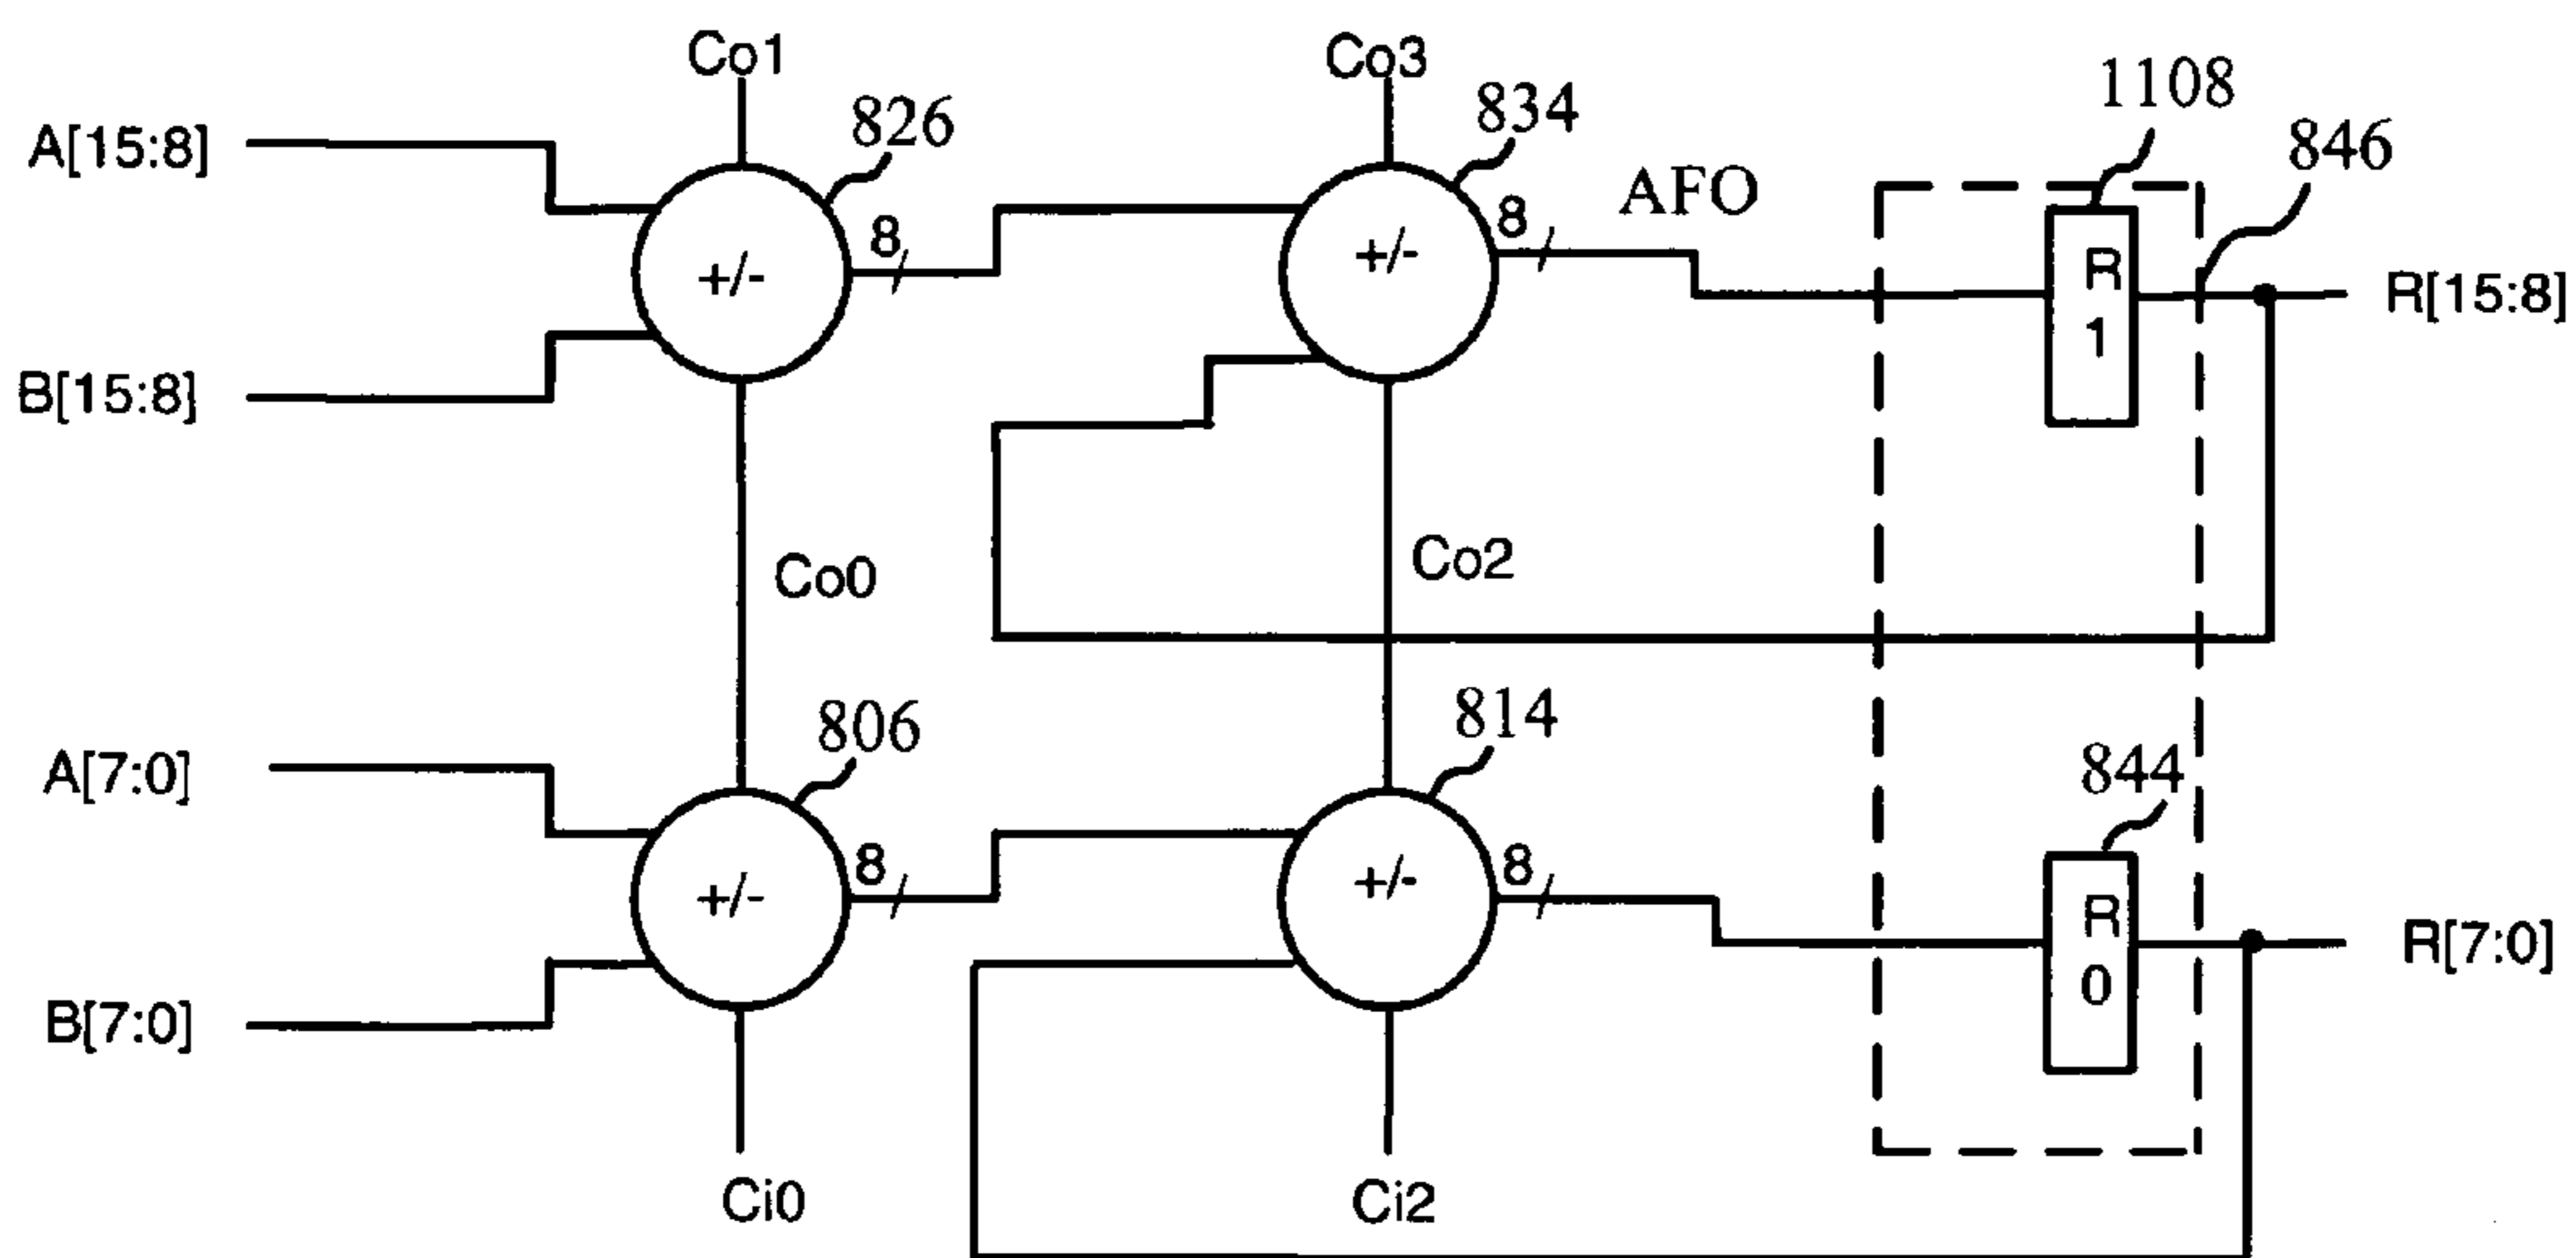 Co1
Co3
1108
A[15:8]
826
834
846
8
8
AFO
+/-
+/-
R
1
R[15:8]
B[15:8]
Co0
Co2
A[7:0]
806
814
844
8
8
+/-
+/-
R
0
R[7:0]
B[7:0]
Ci0
Ci2